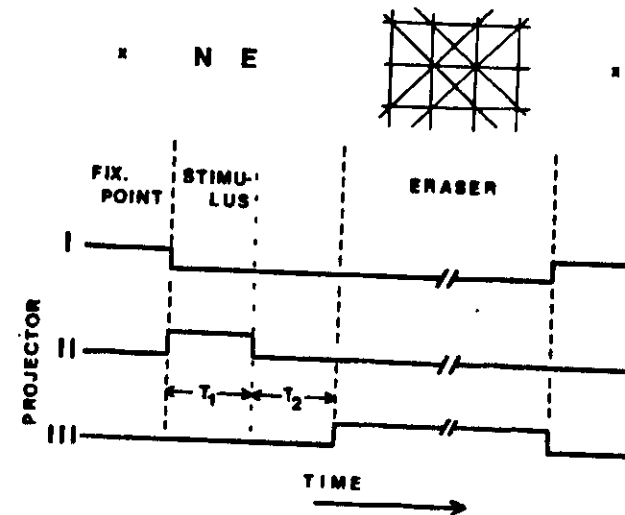 x N E x
FIX. STIMU- ERASER
POINT LUS
I
II
T1 T2
III
PROJECTOR
TIME